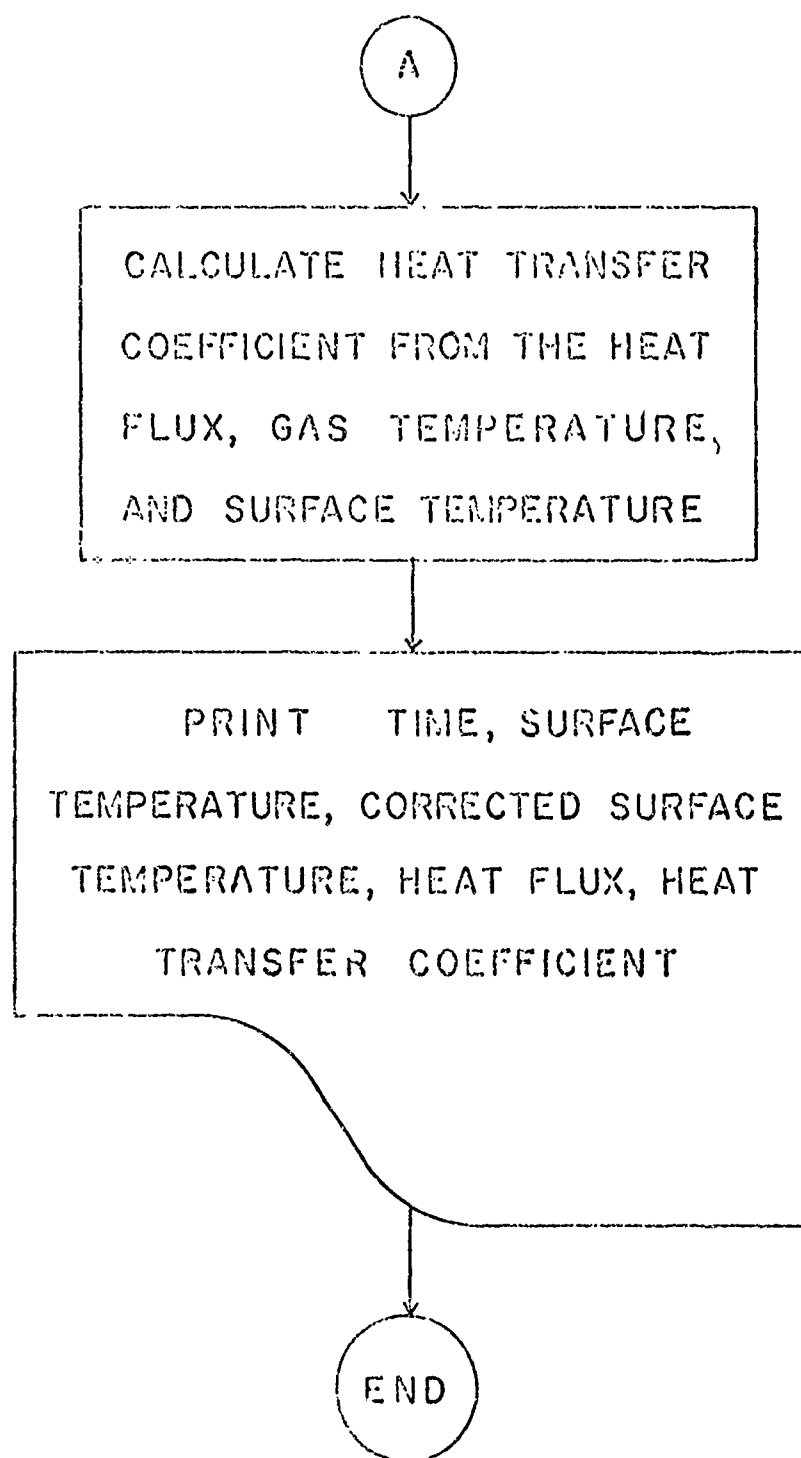 A
CALCULATE HEAT TRANSFER
COEFFICIENT FROM THE HEAT
FLUX, GAS TEMPERATURE,
AND SURFACE TEMPERATURE
PRINT TIME, SURFACE
TEMPERATURE, CORRECTED SURFACE
TEMPERATURE, HEAT FLUX, HEAT
TRANSFER COEFFICIENT
END